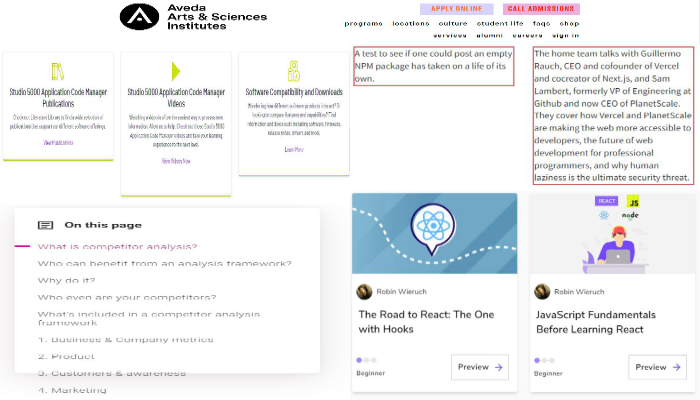 Aveda
Arts & Sciences
Institutes
APPLY ONLINE
CALL ADMISSIONS
programs locations culture student life faqs shop
services alumni careers sign in
Studio 5000 Application Code Manager
Publications
View Publications
Studio 5000 Application Code Manager
Videos
View Videos Now
Software Compatibility and Downloads
Learn More
A test to see if one could post an empty
NPM package has taken on a life of its
own.
The home team talks with Guillermo
Rauch, CEO and cofounder of Vercel
and cocreator of Next.js, and Sam
Lambert, formerly VP of Engineering at
Github and now CEO of PlanetScale.
They cover how Vercel and PlanetScale
are making the web more accessible to
developers, the future of web
development for professional
programmers, and why human
laziness is the ultimate security threat.
On this page
What is competitor analysis?
Who can benefit from an analysis framework?
Why do it?
Who even are your competitors?
What's included in a competitor analysis
framework
1. Business & Company metrics
2. Product
3. Customers & awareness
4. Marketing
Robin Wieruch
The Road to React: The One
with Hooks
Beginner
Preview
REACT
JS
node
Robin Wieruch
JavaScript Fundamentals
Before Learning React
Beginner
Preview